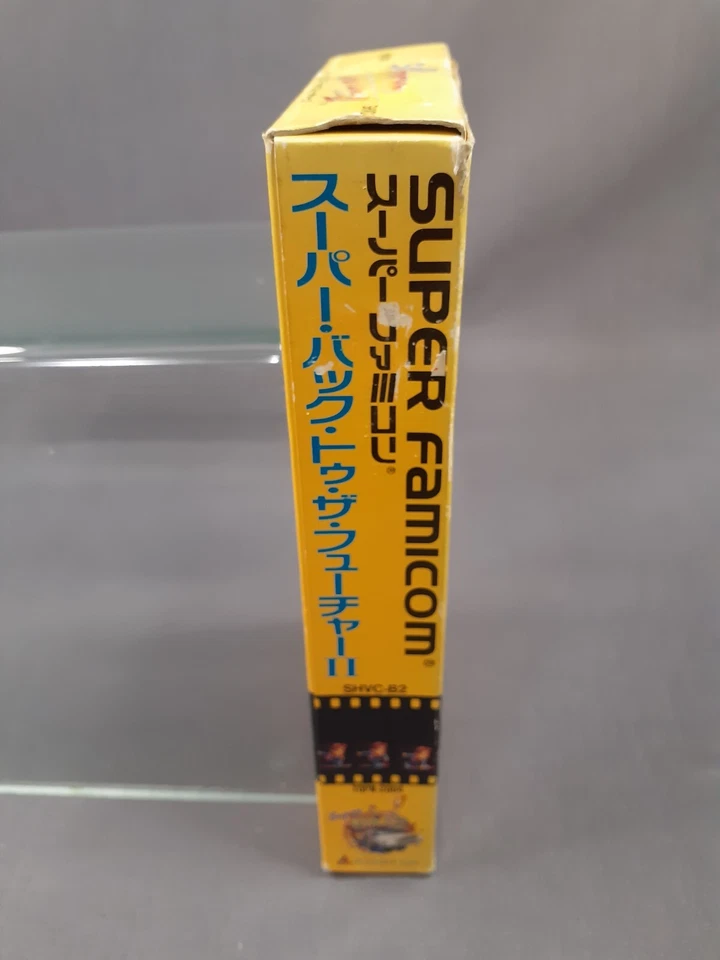 SUPER FAMICOM®
スーパーファミコン®
スーパー・バック・トゥ・ザ・フューチャーII
SHVC-B2